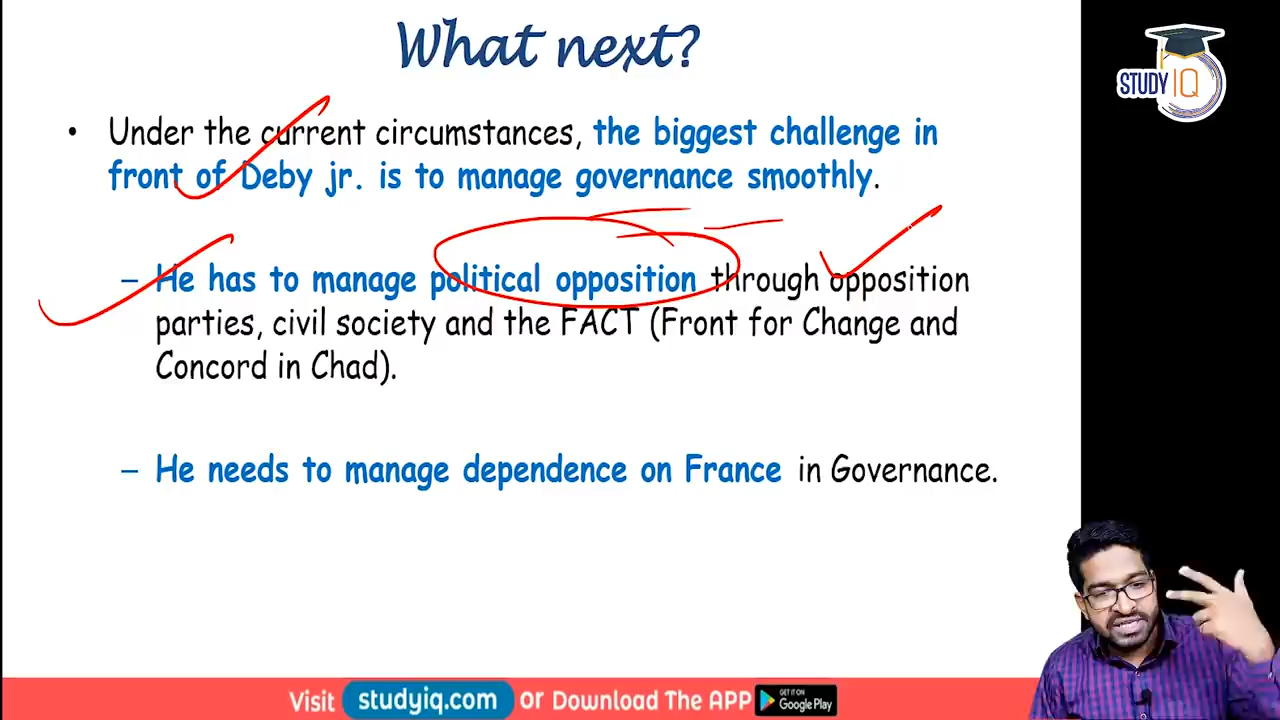 What next?
STUDY IQ
• Under the current circumstances, the biggest challenge in
front of Deby jr. is to manage governance smoothly.
– He has to manage political opposition through opposition
parties, civil society and the FACT (Front for Change and
Concord in Chad).
– He needs to manage dependence on France in Governance.
Visit studyiq.com or Download The APP GET IT ON Google Play